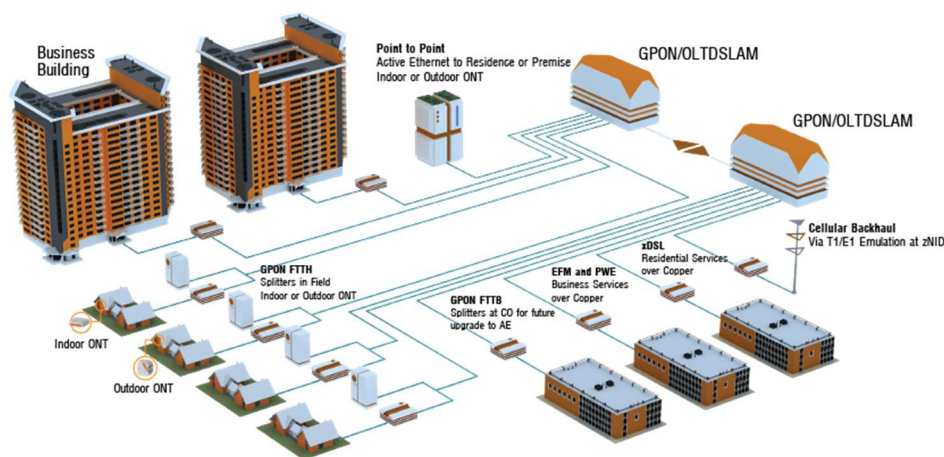 Business
Building
Point to Point
Active Ethernet to Residence or Premise
Indoor or Outdoor ONT
GPON/OLTDSLAM
GPON/OLTDSLAM
Cellular Backhaul
Via T1/E1 Emulation at zNID
xDSL
Residential Services
over Copper
EFM and PWE
Business Services
over Copper
GPON FTTH
Splitters in Field
Indoor or Outdoor ONT
GPON FTTB
Splitters at CO for future
upgrade to AE
Indoor ONT
Outdoor ONT